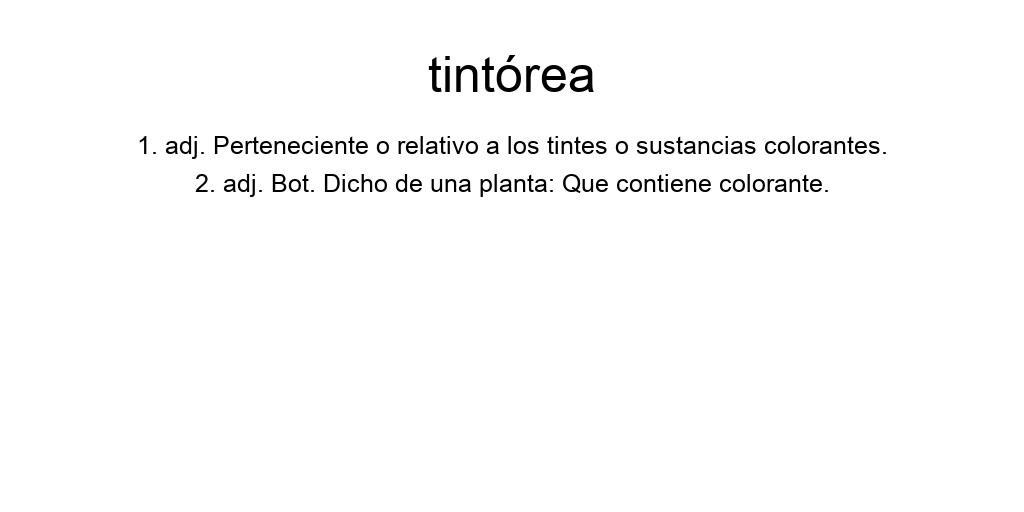 tintórea
1. adj. Perteneciente o relativo a los tintes o sustancias colorantes.
2. adj. Bot. Dicho de una planta: Que contiene colorante.